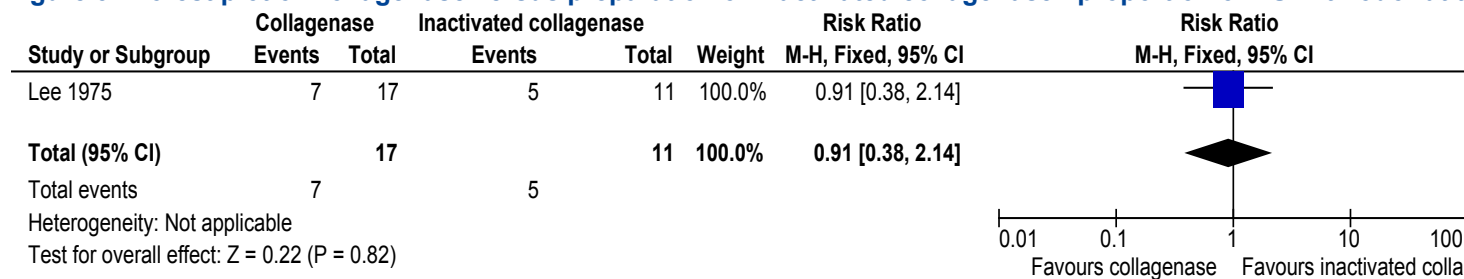 Collagenase Inactivated collagenase Risk Ratio Risk Ratio
Study or Subgroup Events Total Events Total Weight M-H, Fixed, 95% CI M-H, Fixed, 95% CI
Lee 1975 7 17 5 11 100.0% 0.91 [0.38, 2.14]
Total (95% CI) 17 11 100.0% 0.91 [0.38, 2.14]
Total events 7 5
Heterogeneity: Not applicable
Test for overall effect: Z = 0.22 (P = 0.82)
0.01 0.1 1 10 100
Favours collagenase Favours inactivated colla